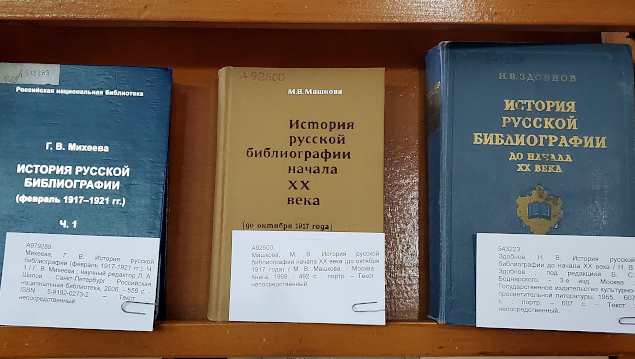 А979289
Российская национальная библиотека
Г. В. Михеева
ИСТОРИЯ РУССКОЙ
БИБЛИОГРАФИИ
(февраль 1917–1921 гг.)
Ч. 1
А979289
Михеева, Г. В. История русской
библиографии (февраль 1917-1921 гг.). Ч.
1 / Г. В. Михеева ; научный редактор Л. А.
Шилов. - Санкт-Петербург : Российская
национальная библиотека, 2006. - 559 с. -
ISBN 5-8192-0273-2. - Текст :
непосредственный.
А92500
М. В. Машкова
История
русской
библиографии
начала
XX
века
(до октября 1917 года)
А92500
Машкова, М. В. История русской
библиографии начала XX века (до октября
1917 года) / М. В. Машкова. - Москва :
Книга, 1969. - 492 с. : портр. - Текст :
непосредственный.
Н. В. ЗДОБНОВ
ИСТОРИЯ
РУССКОЙ
БИБЛИОГРАФИИ
ДО НАЧАЛА
XX ВЕКА
Б43223
Здобнов, Н. В. История русской
библиографии до начала XX века / Н. В.
Здобнов ; под редакцией Б. С.
Боднарского. - 3-е изд. - Москва :
Государственное издательство культурно-
просветительной литературы, 1955. - 607
с. : портр. - 607 с. - Текст :
непосредственный.